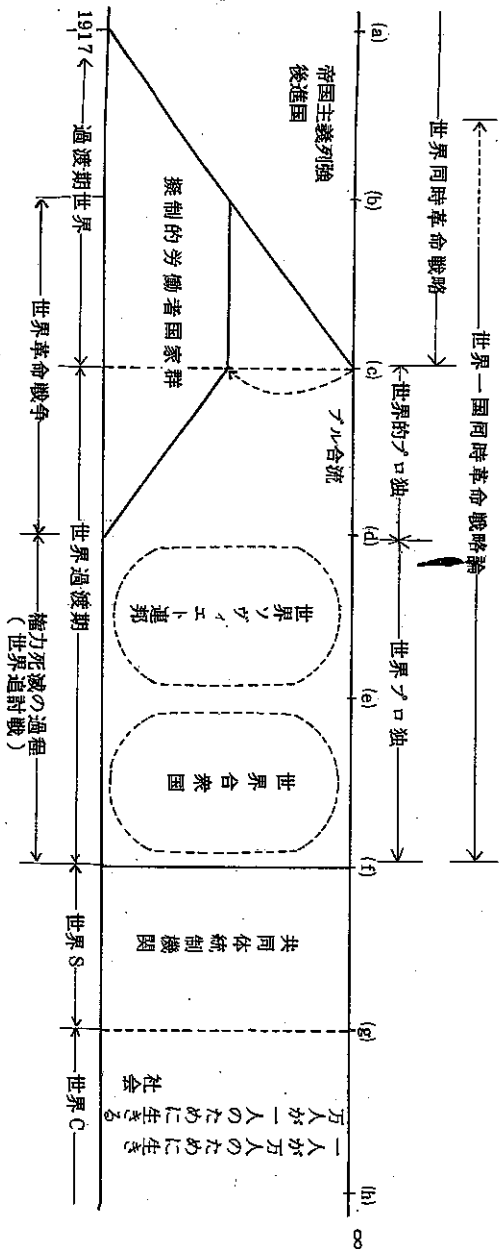 世界一国同時革命戦略論
世界同時革命戦略
世界的プロ独
世界プロ独
(a)
(b)
(c)
(d)
(e)
(f)
(g)
(h)
∞
帝国主義列強
後進国
ブル合流
擬制的労働者国家群
世界ソヴィエト連邦
世界合衆国
共同体統制機関
一人が万人のために生き
万人が一人のために生きる
社会
1917
過渡期世界
世界過渡期
世界S
世界C
世界革命戦争
権力死滅の過程
(世界追討戦)